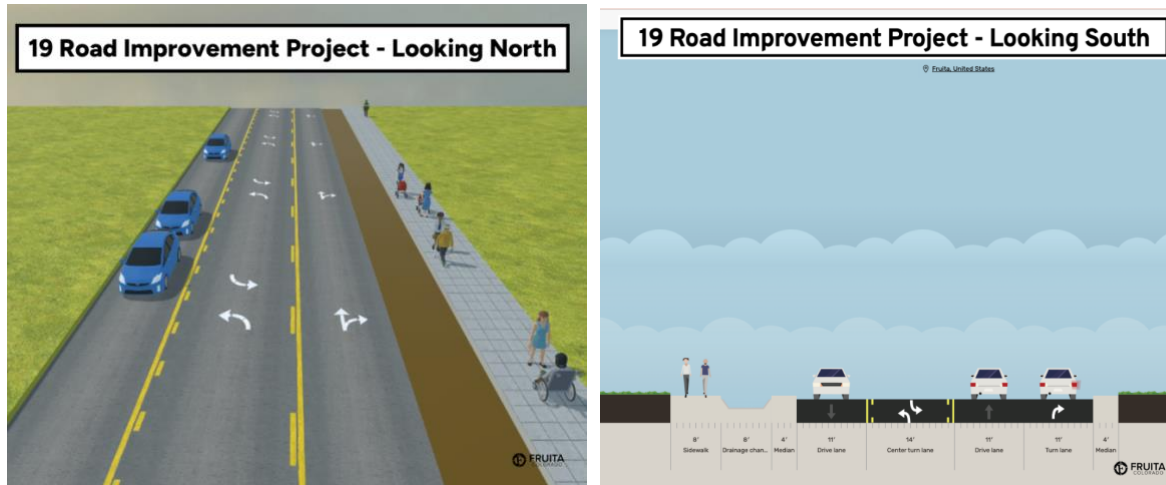 19 Road Improvement Project - Looking North
FRUITA
COLORADO
19 Road Improvement Project - Looking South
Fruita, United States
8' 8' 4' 11' 14' 11' 11' 4'
Sidewalk Drainage chan... Median Drive lane Center turn lane Drive lane Turn lane Median
FRUITA
COLORADO